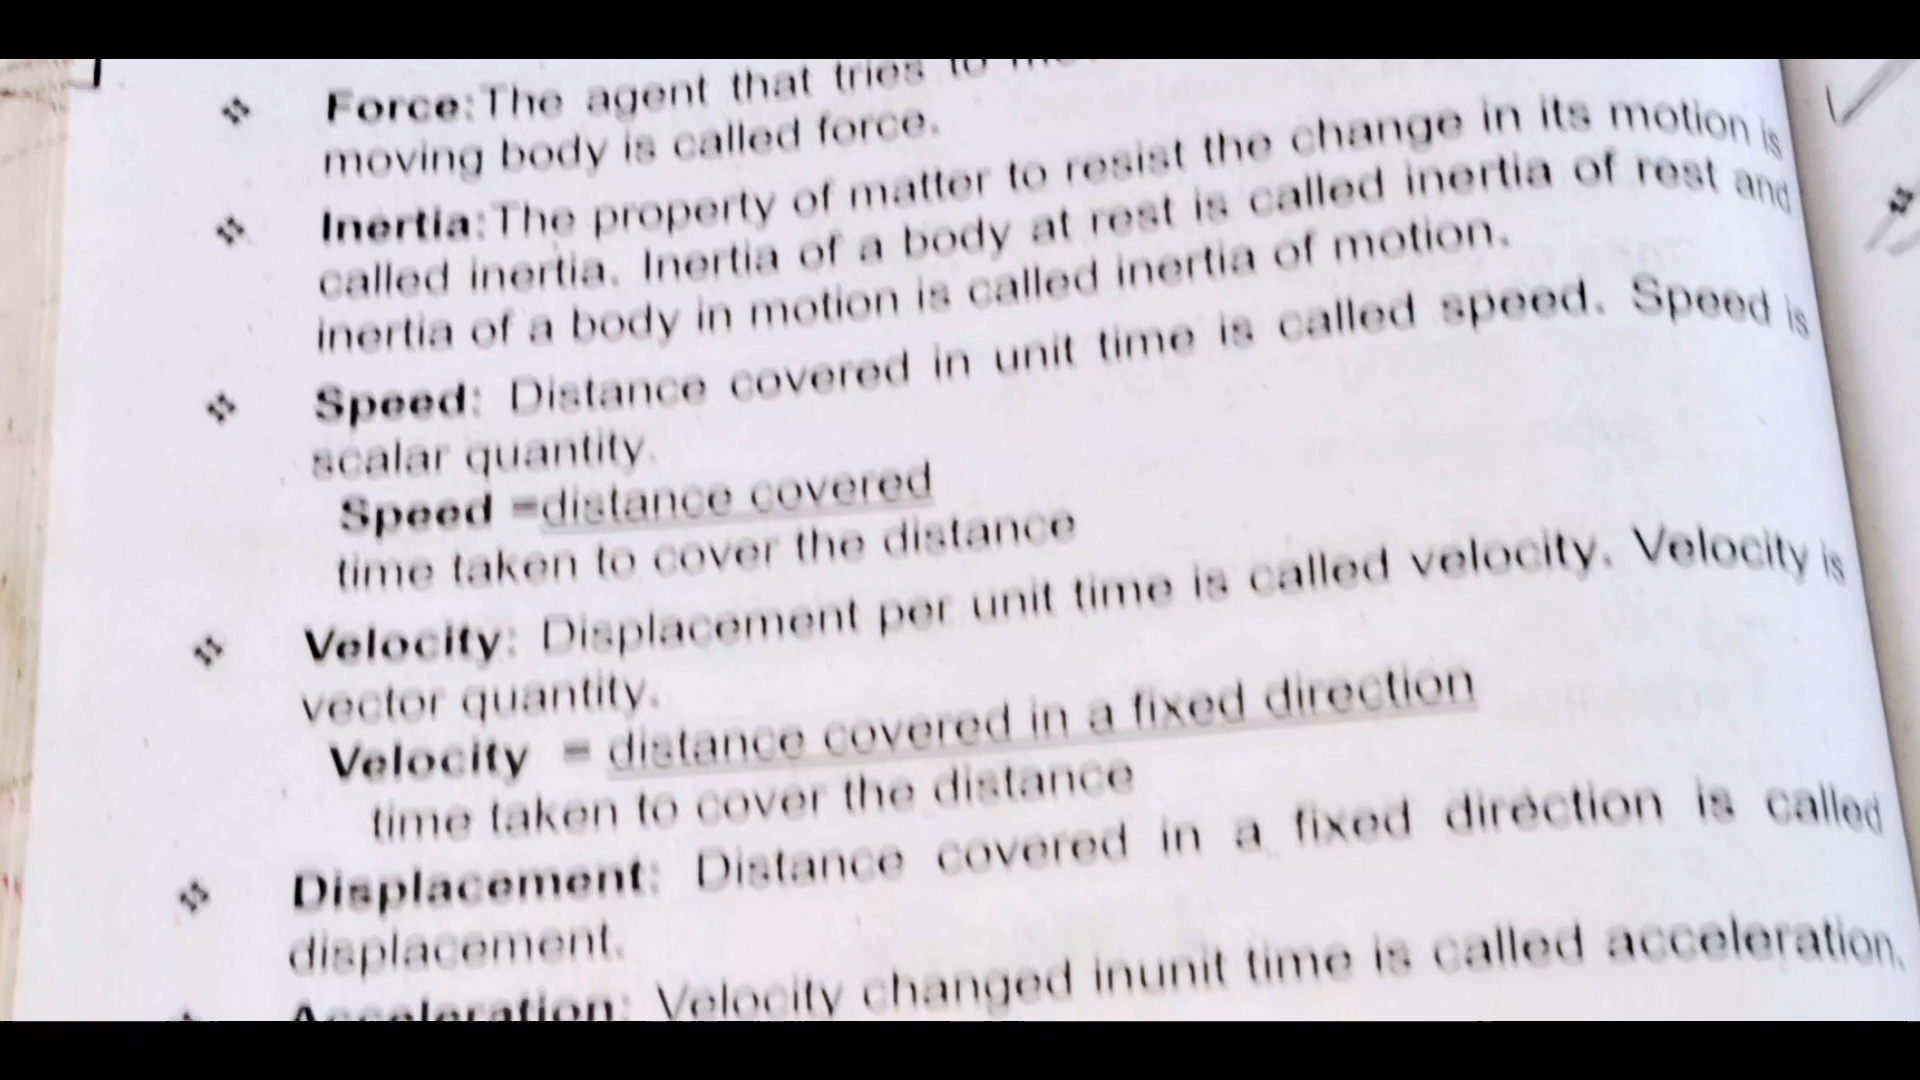 Force:The agent that tries to
moving body is called force.
Inertia:The property of matter to resist the change in its motion is
called inertia. Inertia of a body at rest is called inertia of rest and
inertia of a body in motion is called inertia of motion.
Speed: Distance covered in unit time is called speed. Speed is
scalar quantity.
Speed =distance covered
time taken to cover the distance
Velocity: Displacement per unit time is called velocity. Velocity is
vector quantity.
Velocity = distance covered in a fixed direction
time taken to cover the distance
Displacement: Distance covered in a fixed direction is called
displacement.
Acceleration: Velocity changed inunit time is called acceleration.